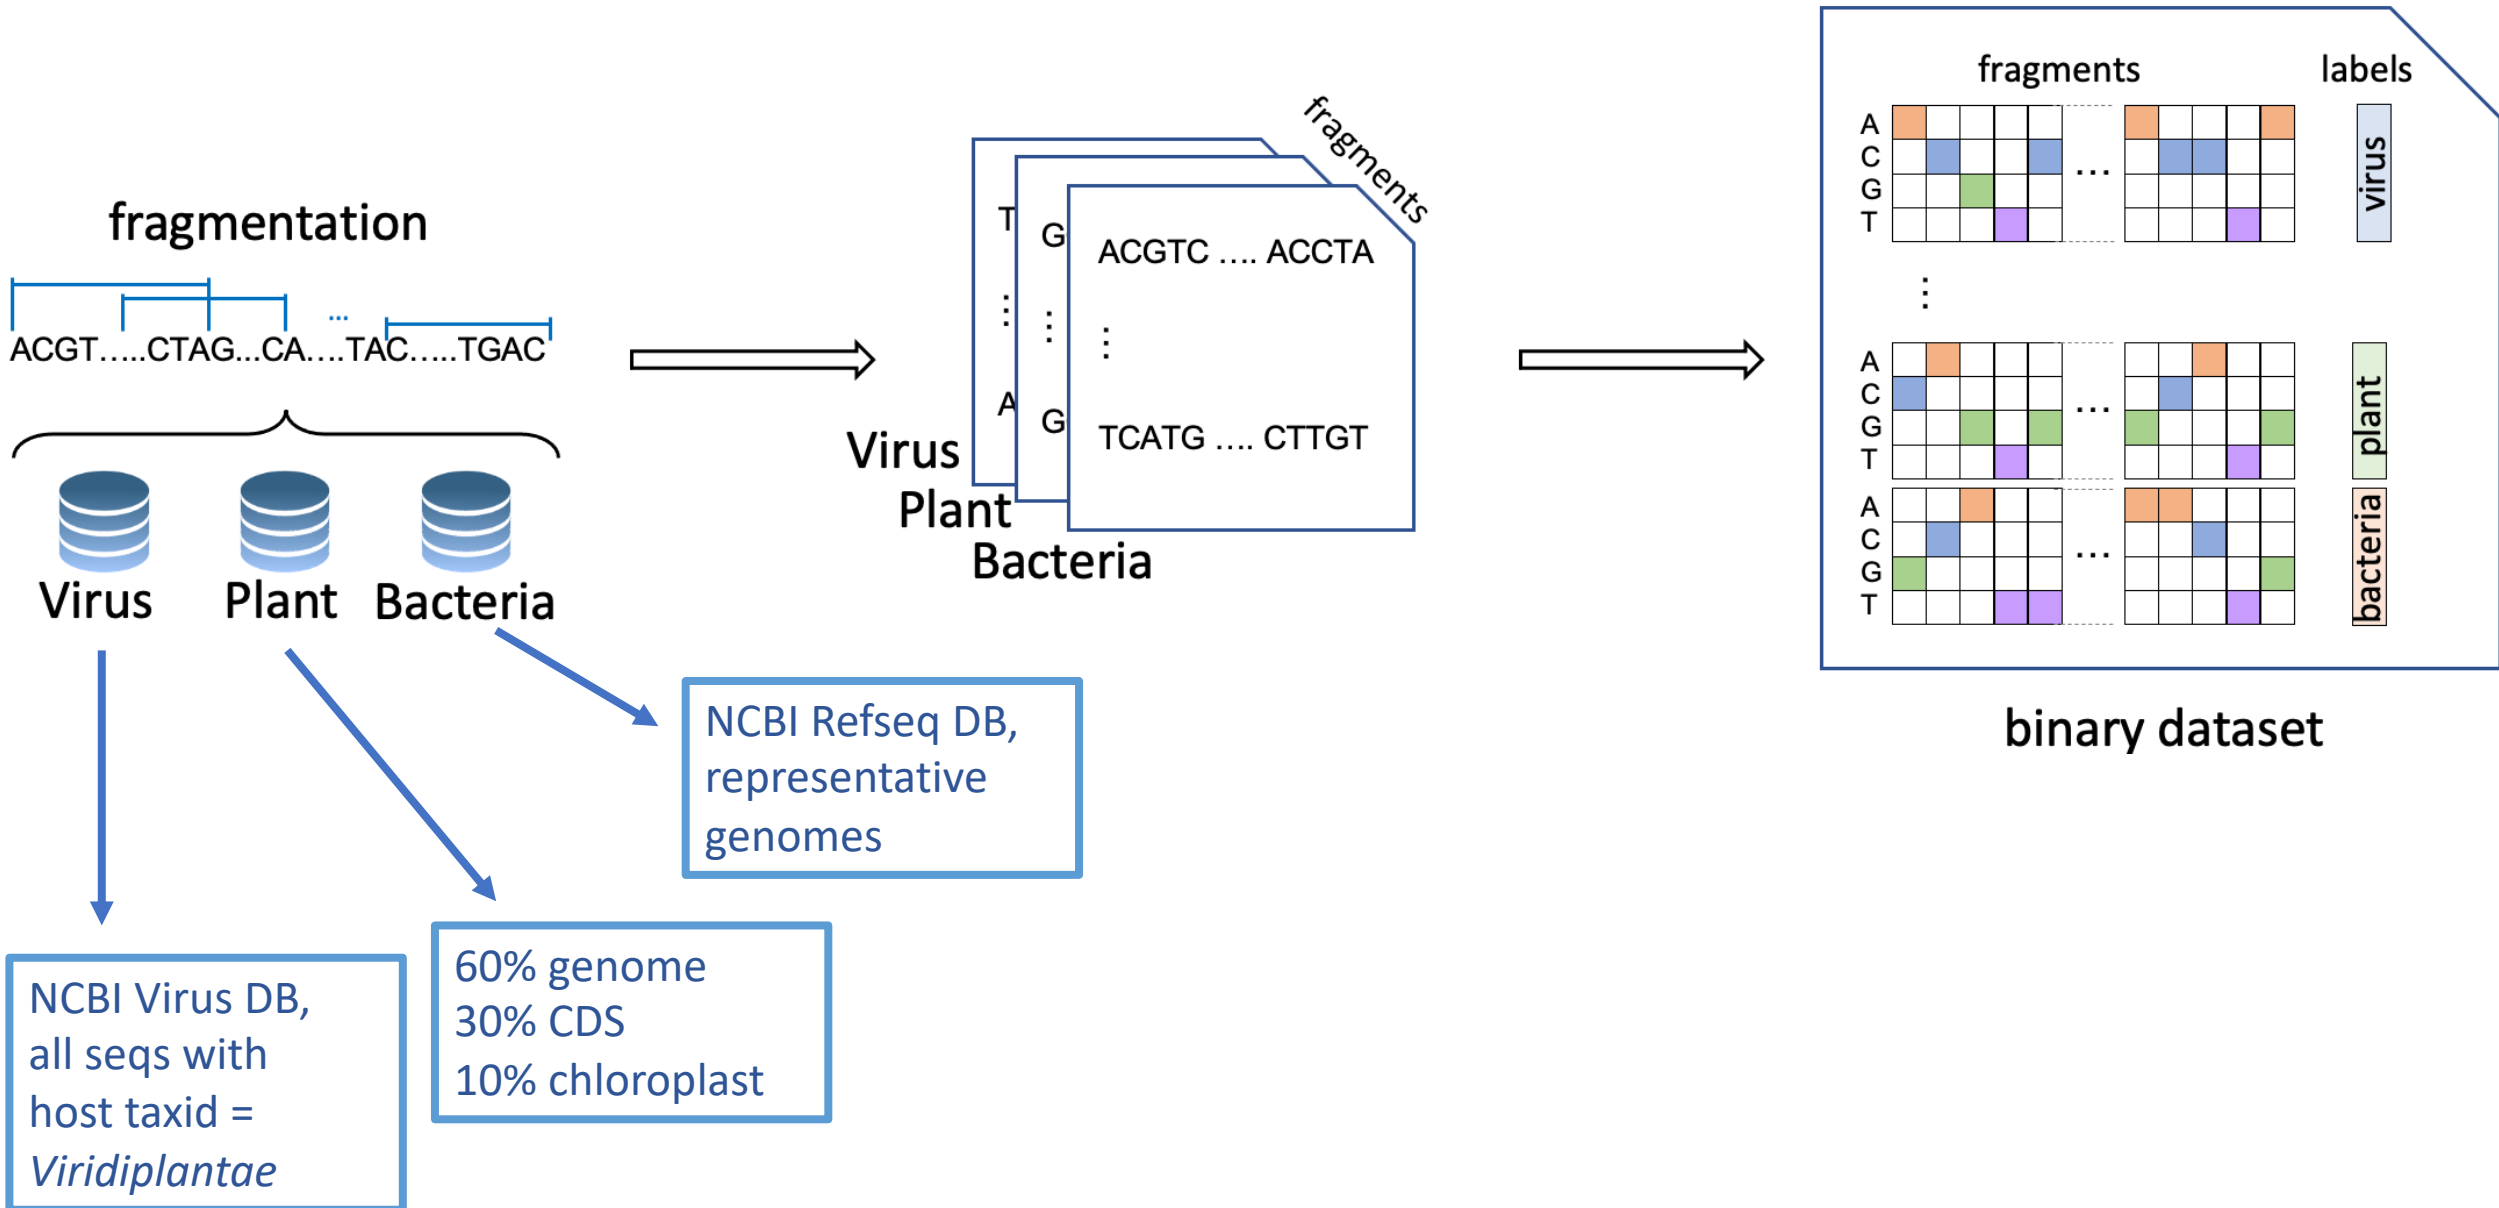 fragmentation
ACGT…..CTAG...CA….TAC…..TGAC
...
Virus
Plant
Bacteria
NCBI Virus DB,
all seqs with
host taxid =
Viridiplantae
60% genome
30% CDS
10% chloroplast
NCBI Refseq DB,
representative
genomes
fragments
T
⋮
A
G
⋮
G
ACGTC …. ACCTA
⋮
TCATG …. CTTGT
Virus
Plant
Bacteria
fragments
labels
A
C
G
T
...
virus
⋮
A
C
G
T
...
plant
A
C
G
T
...
bacteria
binary dataset